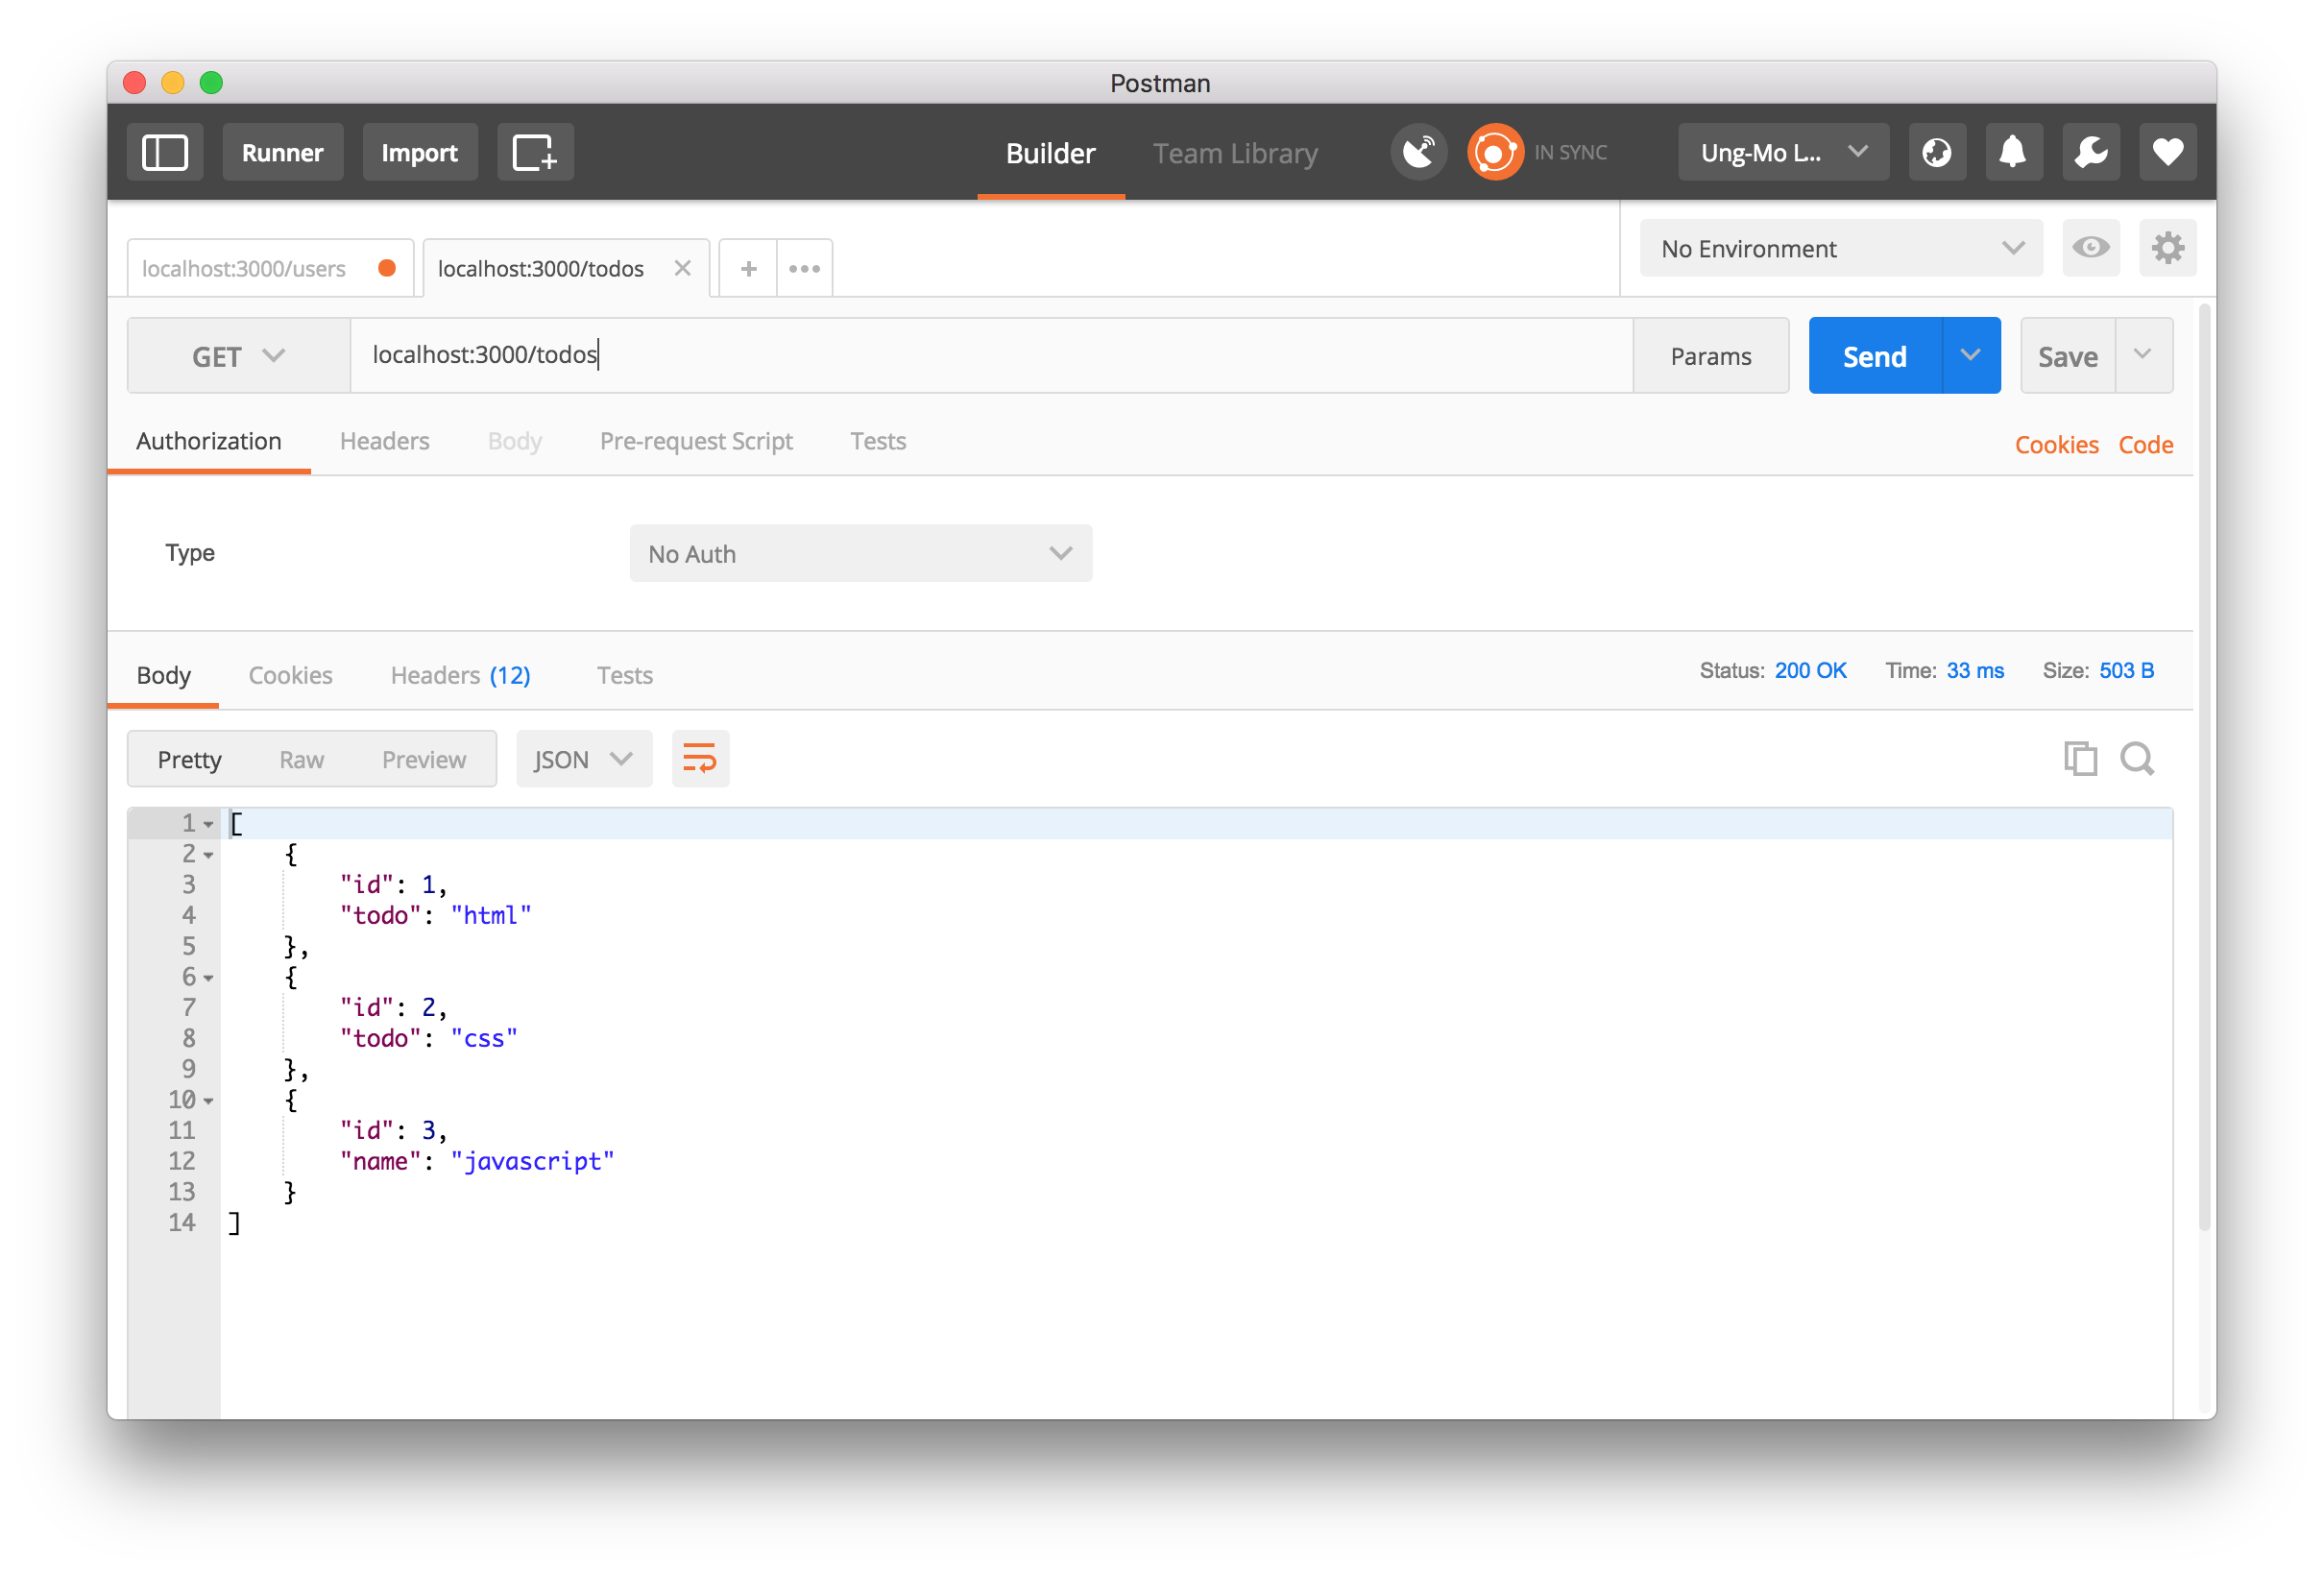 Postman
Runner Import Builder Team Library IN SYNC Ung-Mo L...
localhost:3000/users localhost:3000/todos No Environment
GET localhost:3000/todos Params Send Save
Authorization Headers Body Pre-request Script Tests Cookies Code
Type No Auth
Body Cookies Headers (12) Tests Status: 200 OK Time: 33 ms Size: 503 B
Pretty Raw Preview JSON
1 [
2 {
3 "id": 1,
4 "todo": "html"
5 },
6 {
7 "id": 2,
8 "todo": "css"
9 },
10 {
11 "id": 3,
12 "name": "javascript"
13 }
14 ]